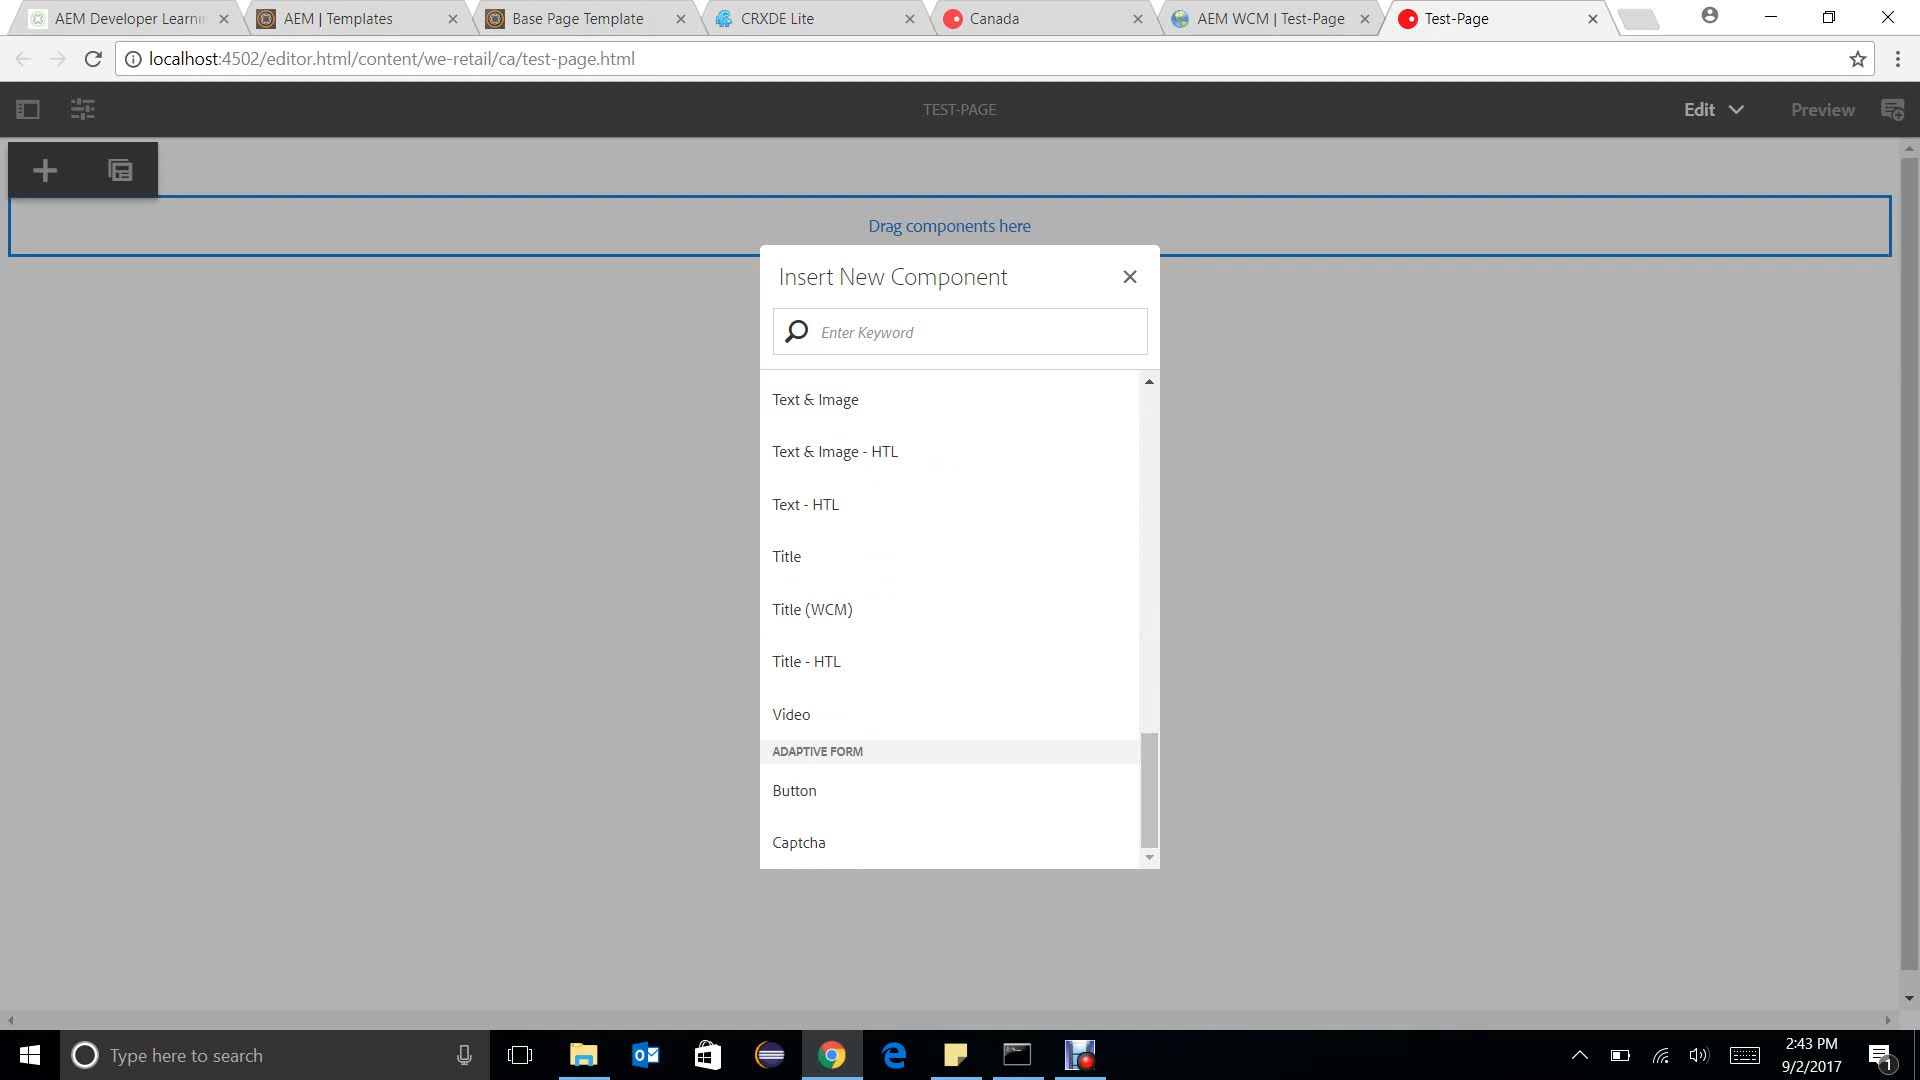 AEM Developer Learni
AEM | Templates
Base Page Template
CRXDE Lite
Canada
AEM WCM | Test-Page
Test-Page
localhost:4502/editor.html/content/we-retail/ca/test-page.html
TEST-PAGE
Edit
Preview
Drag components here
Insert New Component
Enter Keyword
Text & Image
Text & Image - HTL
Text - HTL
Title
Title (WCM)
Title - HTL
Video
ADAPTIVE FORM
Button
Captcha
Type here to search
2:43 PM
9/2/2017
1